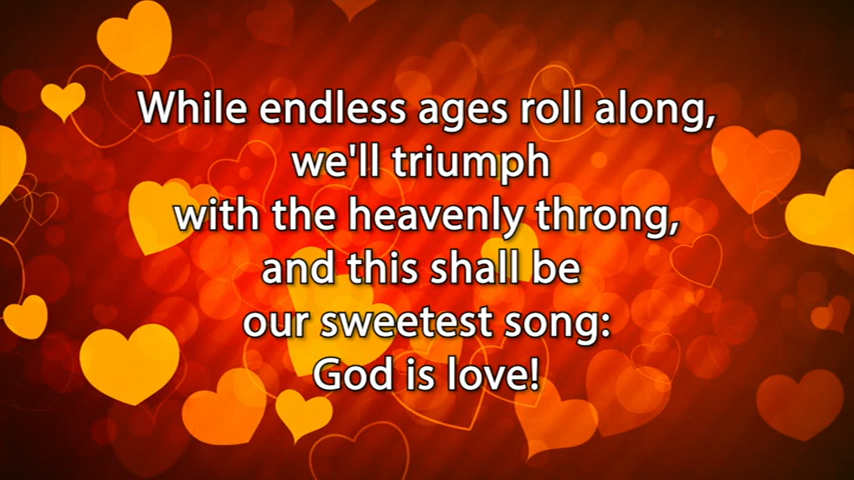 While endless ages roll along,
we'll triumph
with the heavenly throng,
and this shall be
our sweetest song:
God is love!